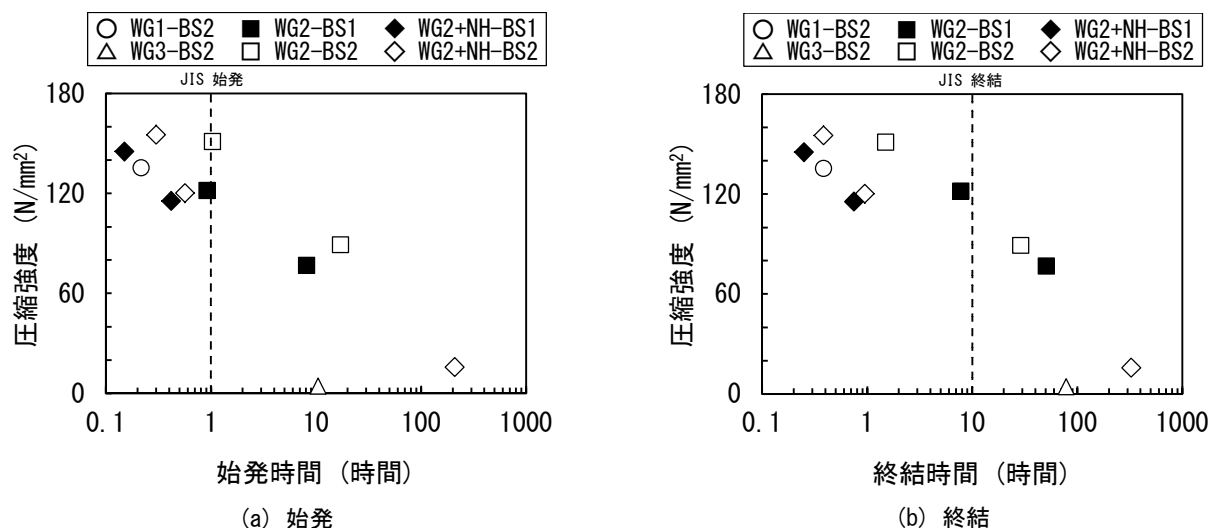 ○ WG1-BS2 ■ WG2-BS1 ◆ WG2+NH-BS1
△ WG3-BS2 □ WG2-BS2 ◇ WG2+NH-BS2
JIS 始発
180
120
60
0
圧縮強度 (N/mm²)
0.1 1 10 100 1000
始発時間 (時間)
(a) 始発
○ WG1-BS2 ■ WG2-BS1 ◆ WG2+NH-BS1
△ WG3-BS2 □ WG2-BS2 ◇ WG2+NH-BS2
JIS 終結
180
120
60
0
圧縮強度 (N/mm²)
0.1 1 10 100 1000
終結時間 (時間)
(b) 終結